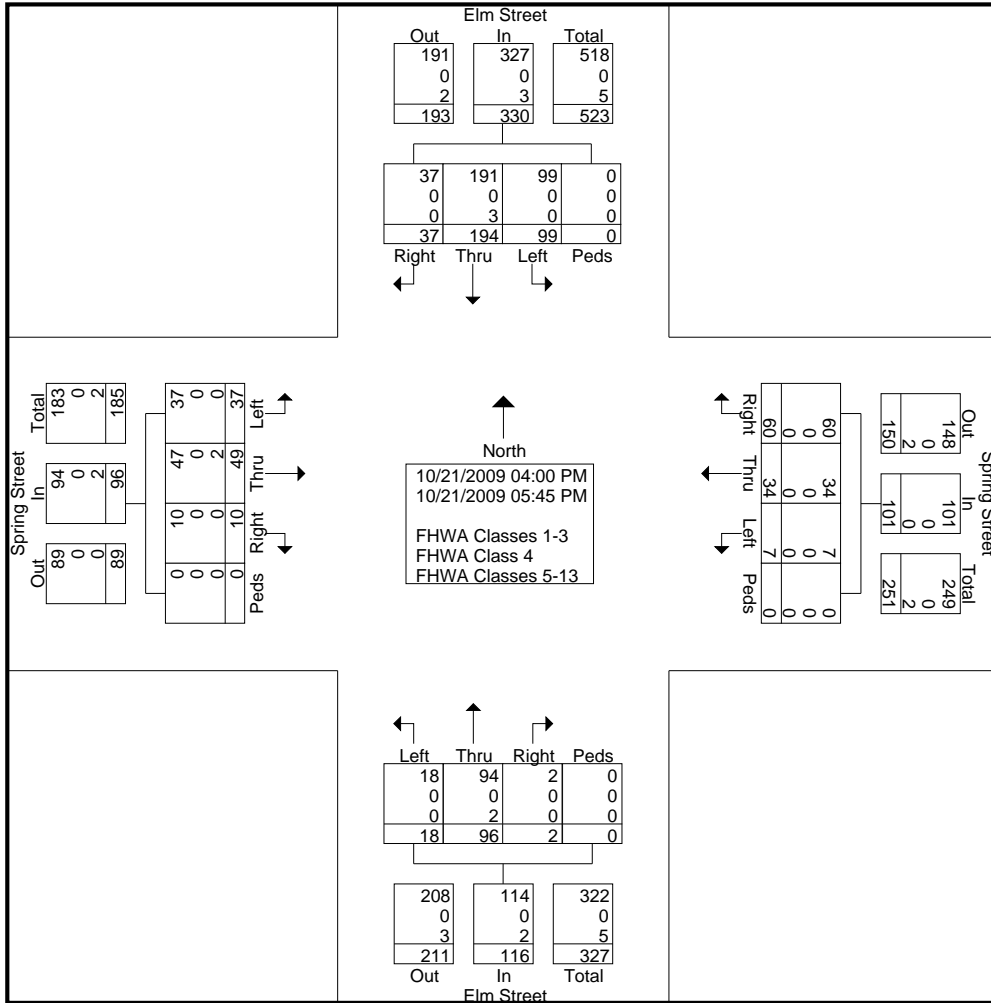 Elm Street
Out In Total
191 327 518
0 0 0
2 3 5
193 330 523
37 191 99 0
0 0 0 0
0 3 0 0
37 194 99 0
Right Thru Left Peds
Spring Street
Total In Out
183 94 89
0 0 0
2 2 0
185 96 89
37 47 10 0
0 0 0 0
0 2 0 0
37 49 10 0
Left Thru Right Peds
North
10/21/2009 04:00 PM
10/21/2009 05:45 PM
FHWA Classes 1-3
FHWA Class 4
FHWA Classes 5-13
Right Thru Left Peds
60 34 7 0
0 0 0 0
0 0 0 0
60 34 7 0
Spring Street
Out In Total
148 101 249
0 0 0
2 0 2
150 101 251
Left Thru Right Peds
18 94 2 0
0 0 0 0
0 2 0 0
18 96 2 0
208 114 322
0 0 0
3 2 5
211 116 327
Out In Total
Elm Street